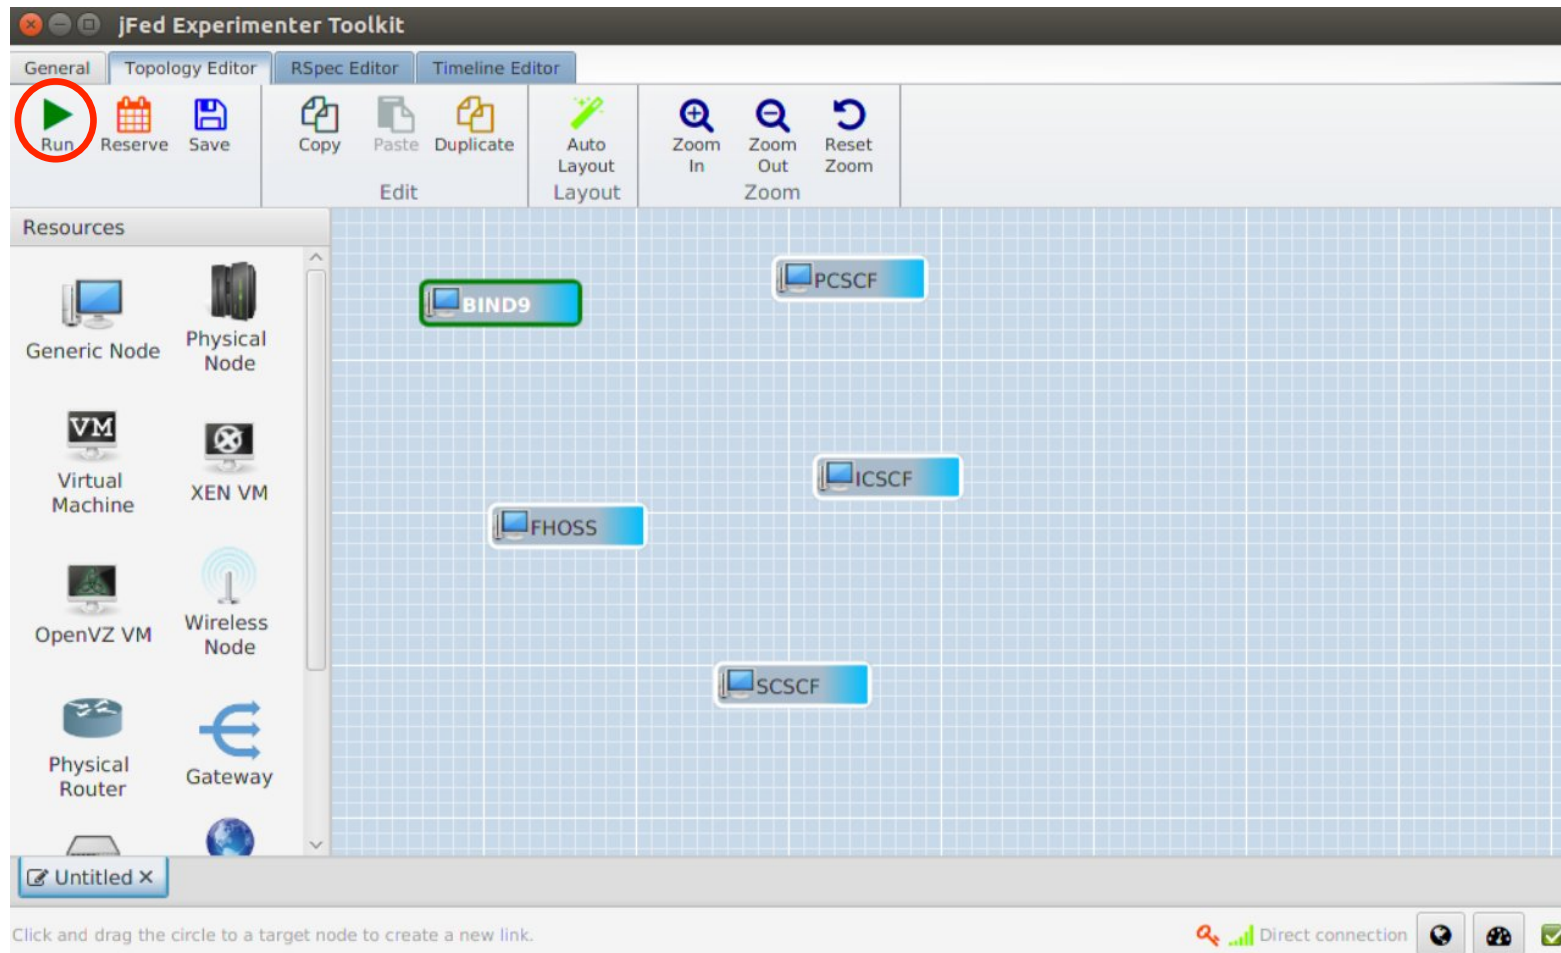 jFed Experimenter Toolkit
General Topology Editor RSpec Editor Timeline Editor
Run Reserve Save Copy Paste Duplicate Auto Layout Zoom In Zoom Out Reset Zoom
Edit Layout Zoom
Resources
Generic Node
Physical
Node
VM
Virtual
Machine
XEN VM
OpenVZ VM
Wireless
Node
Physical
Router
Gateway
BIND9
PCSCF
ICSCF
FHOSS
SCSCF
Untitled
Click and drag the circle to a target node to create a new link.
Direct connection